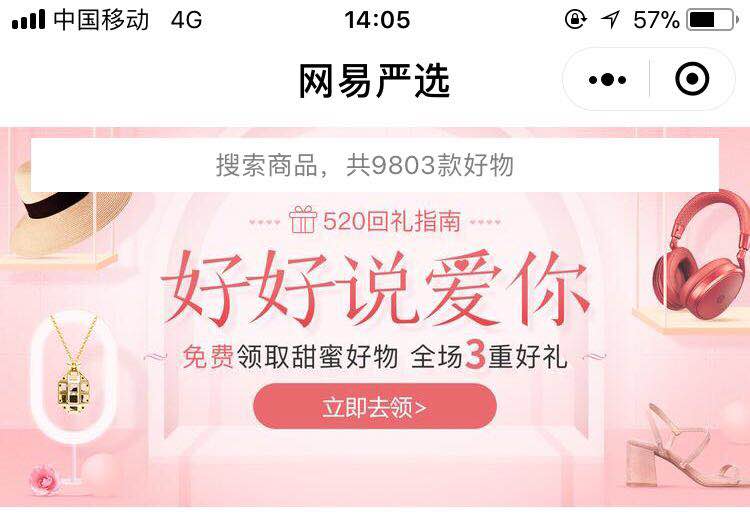 中国移动 4G 14:05 57%
网易严选
搜索商品，共9803款好物
520回礼指南
好好说爱你
免费领取甜蜜好物 全场3重好礼
立即去领>